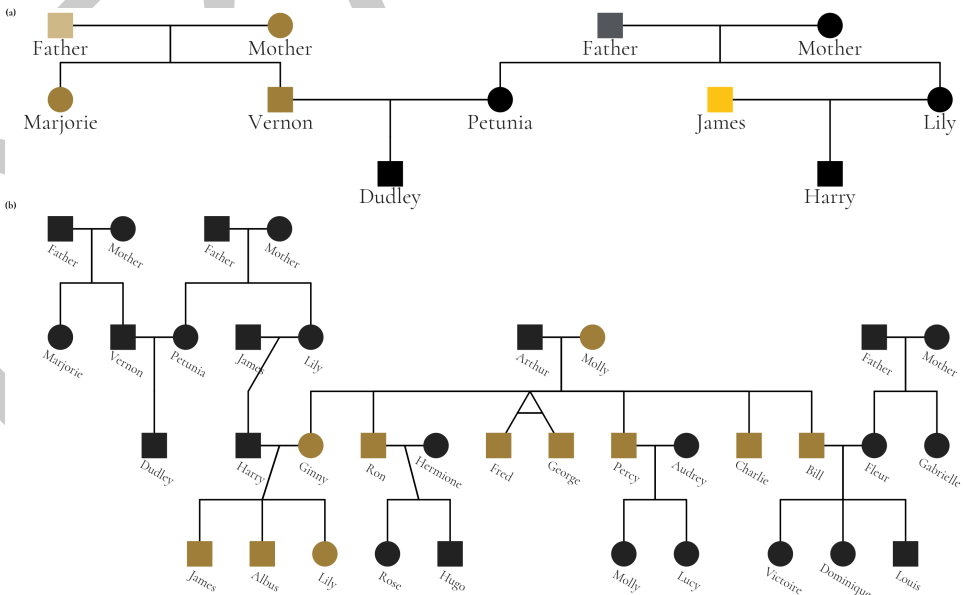 (a)
Father Mother Father Mother
Marjorie Vernon Petunia James Lily
Dudley Harry
(b)
Father Mother Father Mother
Marjorie Vernon Petunia James Lily Arthur Molly Father Mother
Dudley Harry Ginny Ron Hermione Fred George Percy Audrey Charlie Bill Fleur Gabrielle
James Albus Lily Rose Hugo Molly Lucy Victoire Dominique Louis